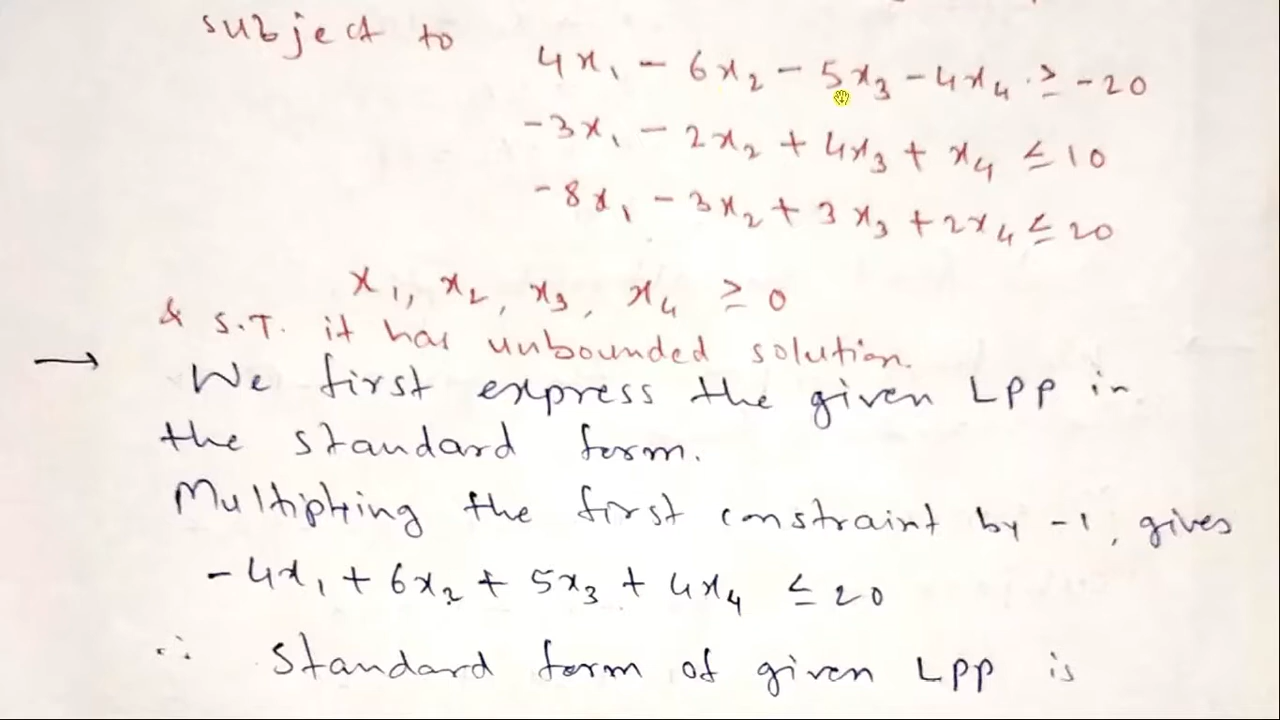 subject to
4x₁ - 6x₂ - 5x₃ - 4x₄ ≥ -20
-3x₁ - 2x₂ + 4x₃ + x₄ ≤ 10
-8x₁ - 3x₂ + 3x₃ + 2x₄ ≤ 20
x₁, x₂, x₃, x₄ ≥ 0
& S.T. it has unbounded solution.
→ We first express the given LPP in
the standard form.
Multipling the first constraint by -1, gives
-4x₁ + 6x₂ + 5x₃ + 4x₄ ≤ 20
∴ Standard form of given LPP is